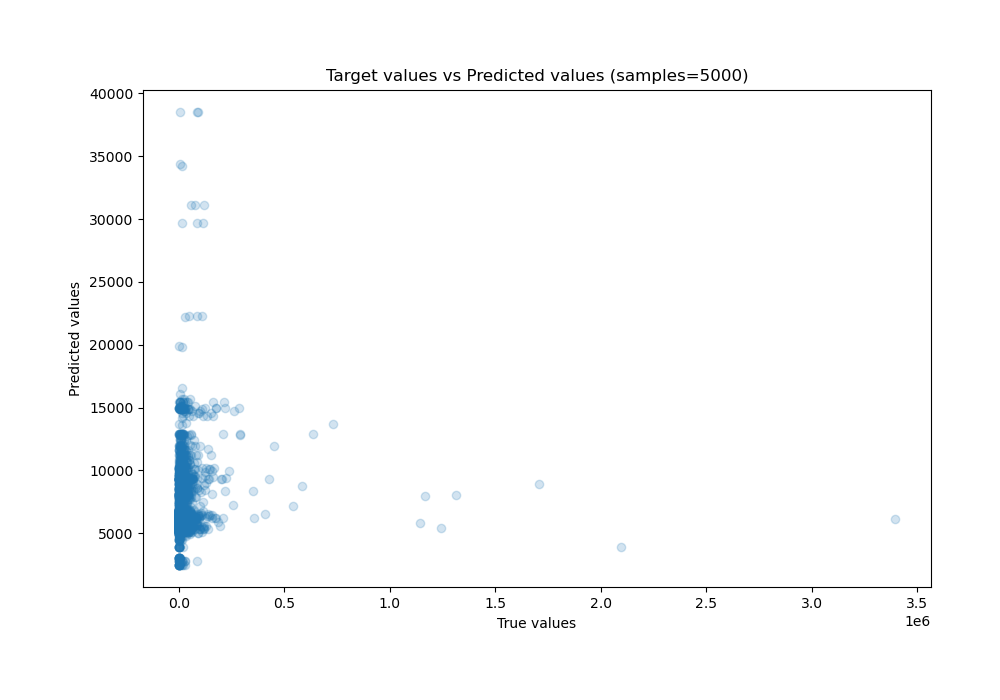 Target values vs Predicted values (samples=5000)
40000
35000
30000
25000
20000
15000
10000
5000
Predicted values
0.0 0.5 1.0 1.5 2.0 2.5 3.0 3.5
1e6
True values